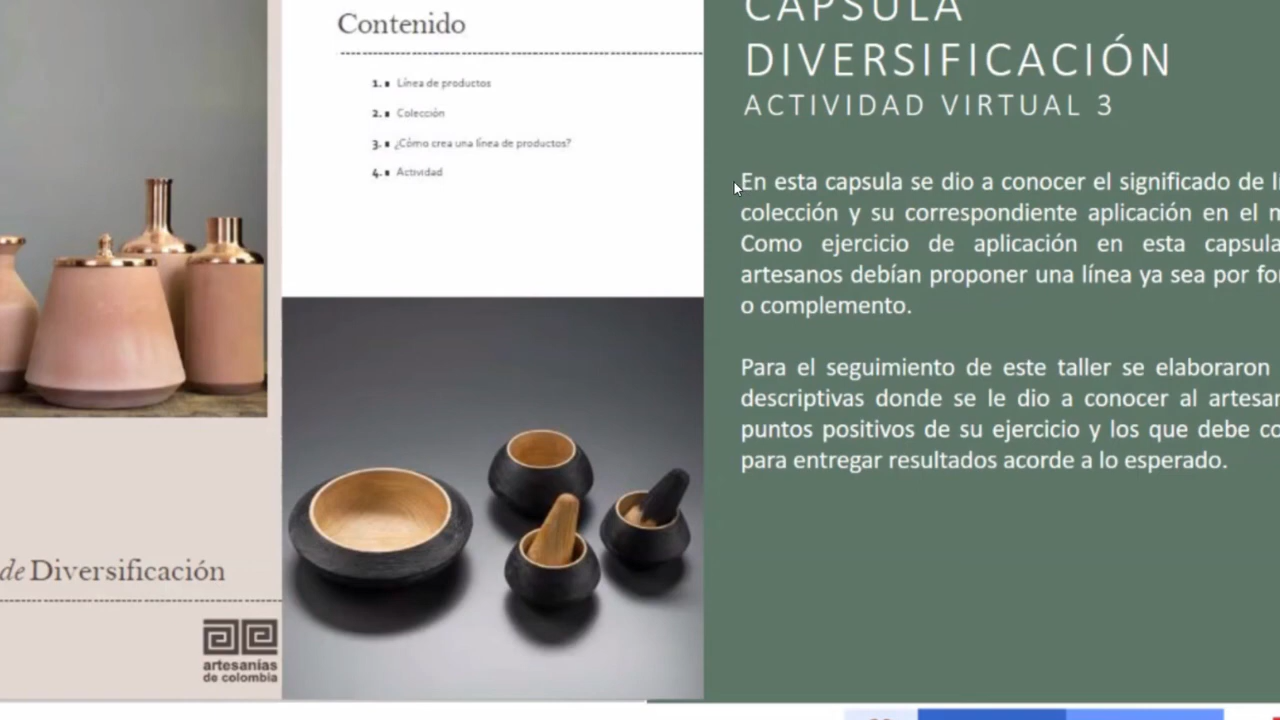 Contenido
1. Línea de productos
2. Colección
3. ¿Cómo crea una línea de productos?
4. Actividad
de Diversificación
artesanías
de colombia
CAPSULA
DIVERSIFICACIÓN
ACTIVIDAD VIRTUAL 3
En esta capsula se dio a conocer el significado de
colección y su correspondiente aplicación en el
Como ejercicio de aplicación en esta capsula
artesanos debían proponer una línea ya sea por
o complemento.
Para el seguimiento de este taller se elaboraron
descriptivas donde se le dio a conocer al
puntos positivos de su ejercicio y los que debe
para entregar resultados acorde a lo esperado.